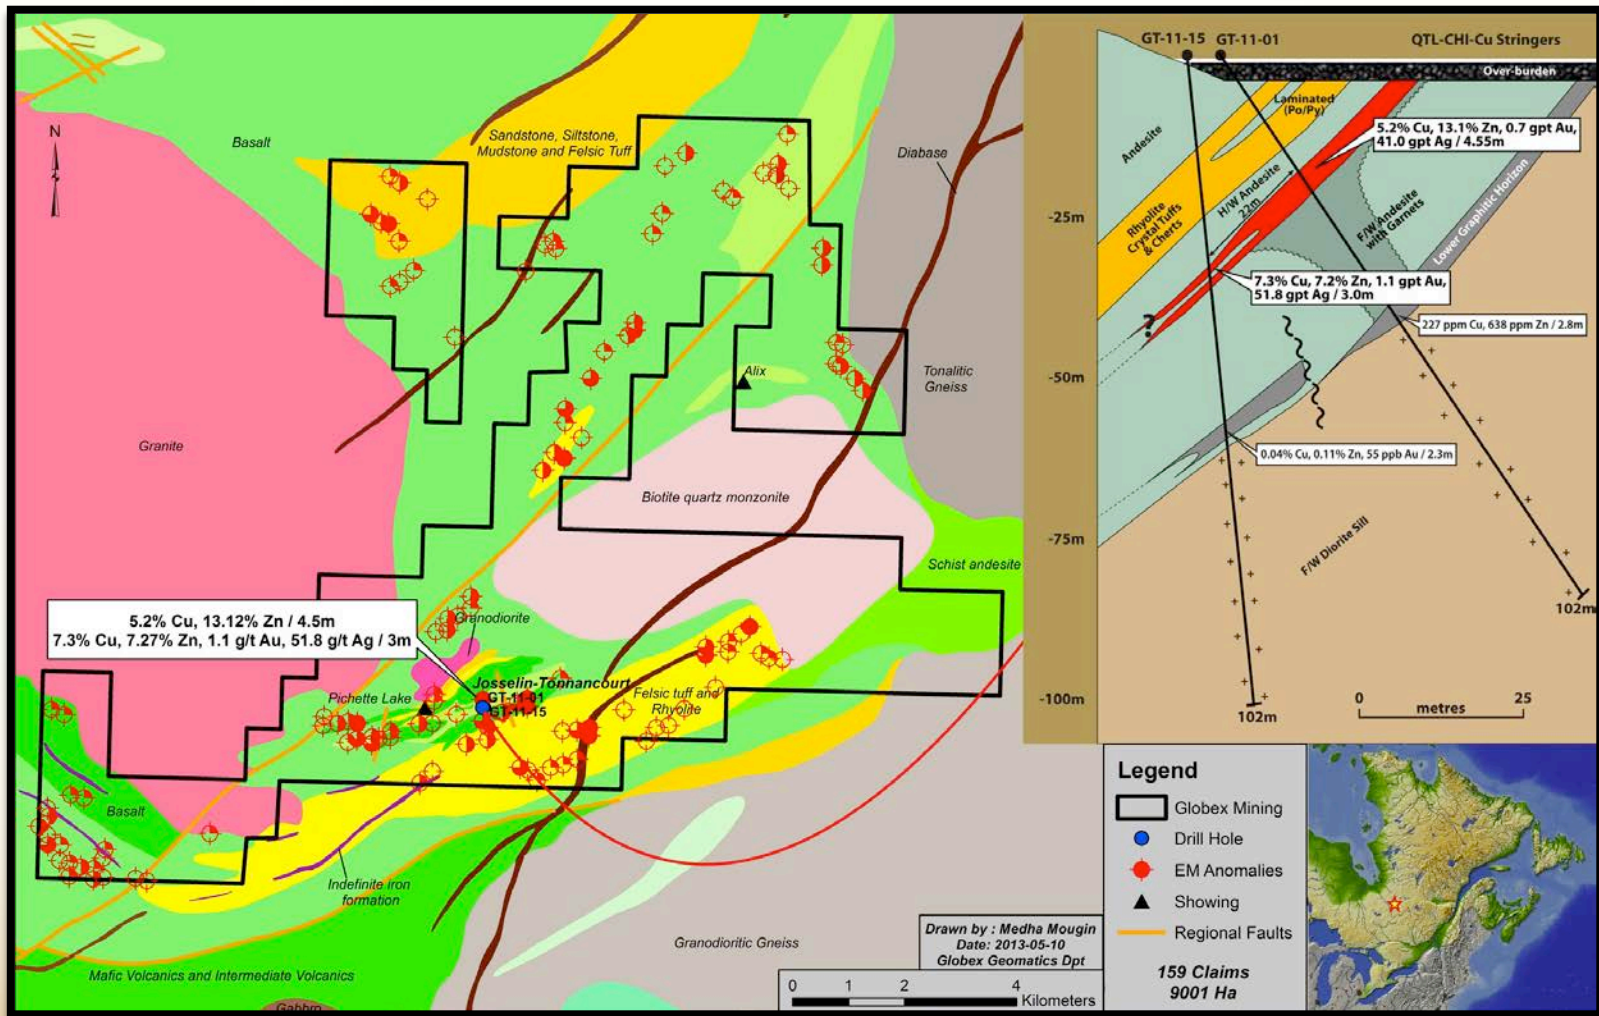 N
Basalt
Sandstone, Siltstone,
Mudstone and Felsic Tuff
Diabase
Alix
Tonalitic
Gneiss
Granite
Biotite quartz monzonite
Schist andesite
Granodiorite
5.2% Cu, 13.12% Zn / 4.5m
7.3% Cu, 7.27% Zn, 1.1 g/t Au, 51.8 g/t Ag / 3m
Pichette Lake
Josselin-Tonnancourt
GT-11-01
GT-11-15
Felsic tuff and
Rhyolite
Basalt
Indefinite iron
formation
Granodioritic Gneiss
Mafic Volcanics and Intermediate Volcanics
Gabbro
Drawn by : Medha Mougin
Date: 2013-05-10
Globex Geomatics Dpt
0 1 2 4
Kilometers
GT-11-15 GT-11-01
QTL-CHI-Cu Stringers
Over-burden
Laminated
(Po/Py)
Andesite
5.2% Cu, 13.1% Zn, 0.7 gpt Au,
41.0 gpt Ag / 4.55m
H/W Andesite
22m
Rhyolite
Crystal Tuffs
& Cherts
F/W Andesite
with Garnets
Lower Graphitic Horizon
-25m
7.3% Cu, 7.2% Zn, 1.1 gpt Au,
51.8 gpt Ag / 3.0m
?
227 ppm Cu, 638 ppm Zn / 2.8m
-50m
0.04% Cu, 0.11% Zn, 55 ppb Au / 2.3m
-75m
F/W Diorite Sill
102m
-100m
102m
0 25
metres
Legend
Globex Mining
Drill Hole
EM Anomalies
Showing
Regional Faults
159 Claims
9001 Ha